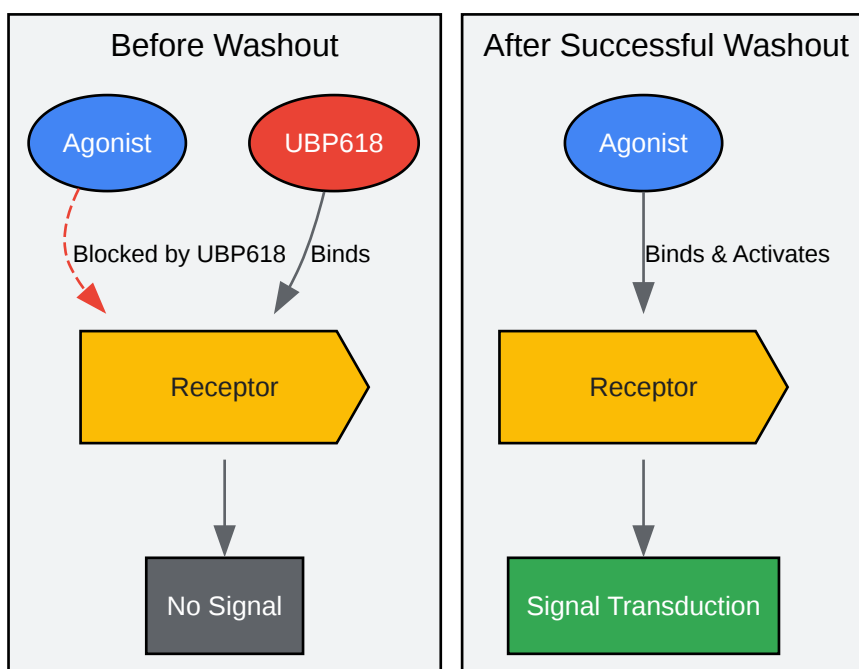 Before Washout
Agonist
UBP618
Blocked by UBP618
Binds
Receptor
No Signal
After Successful Washout
Agonist
Binds & Activates
Receptor
Signal Transduction